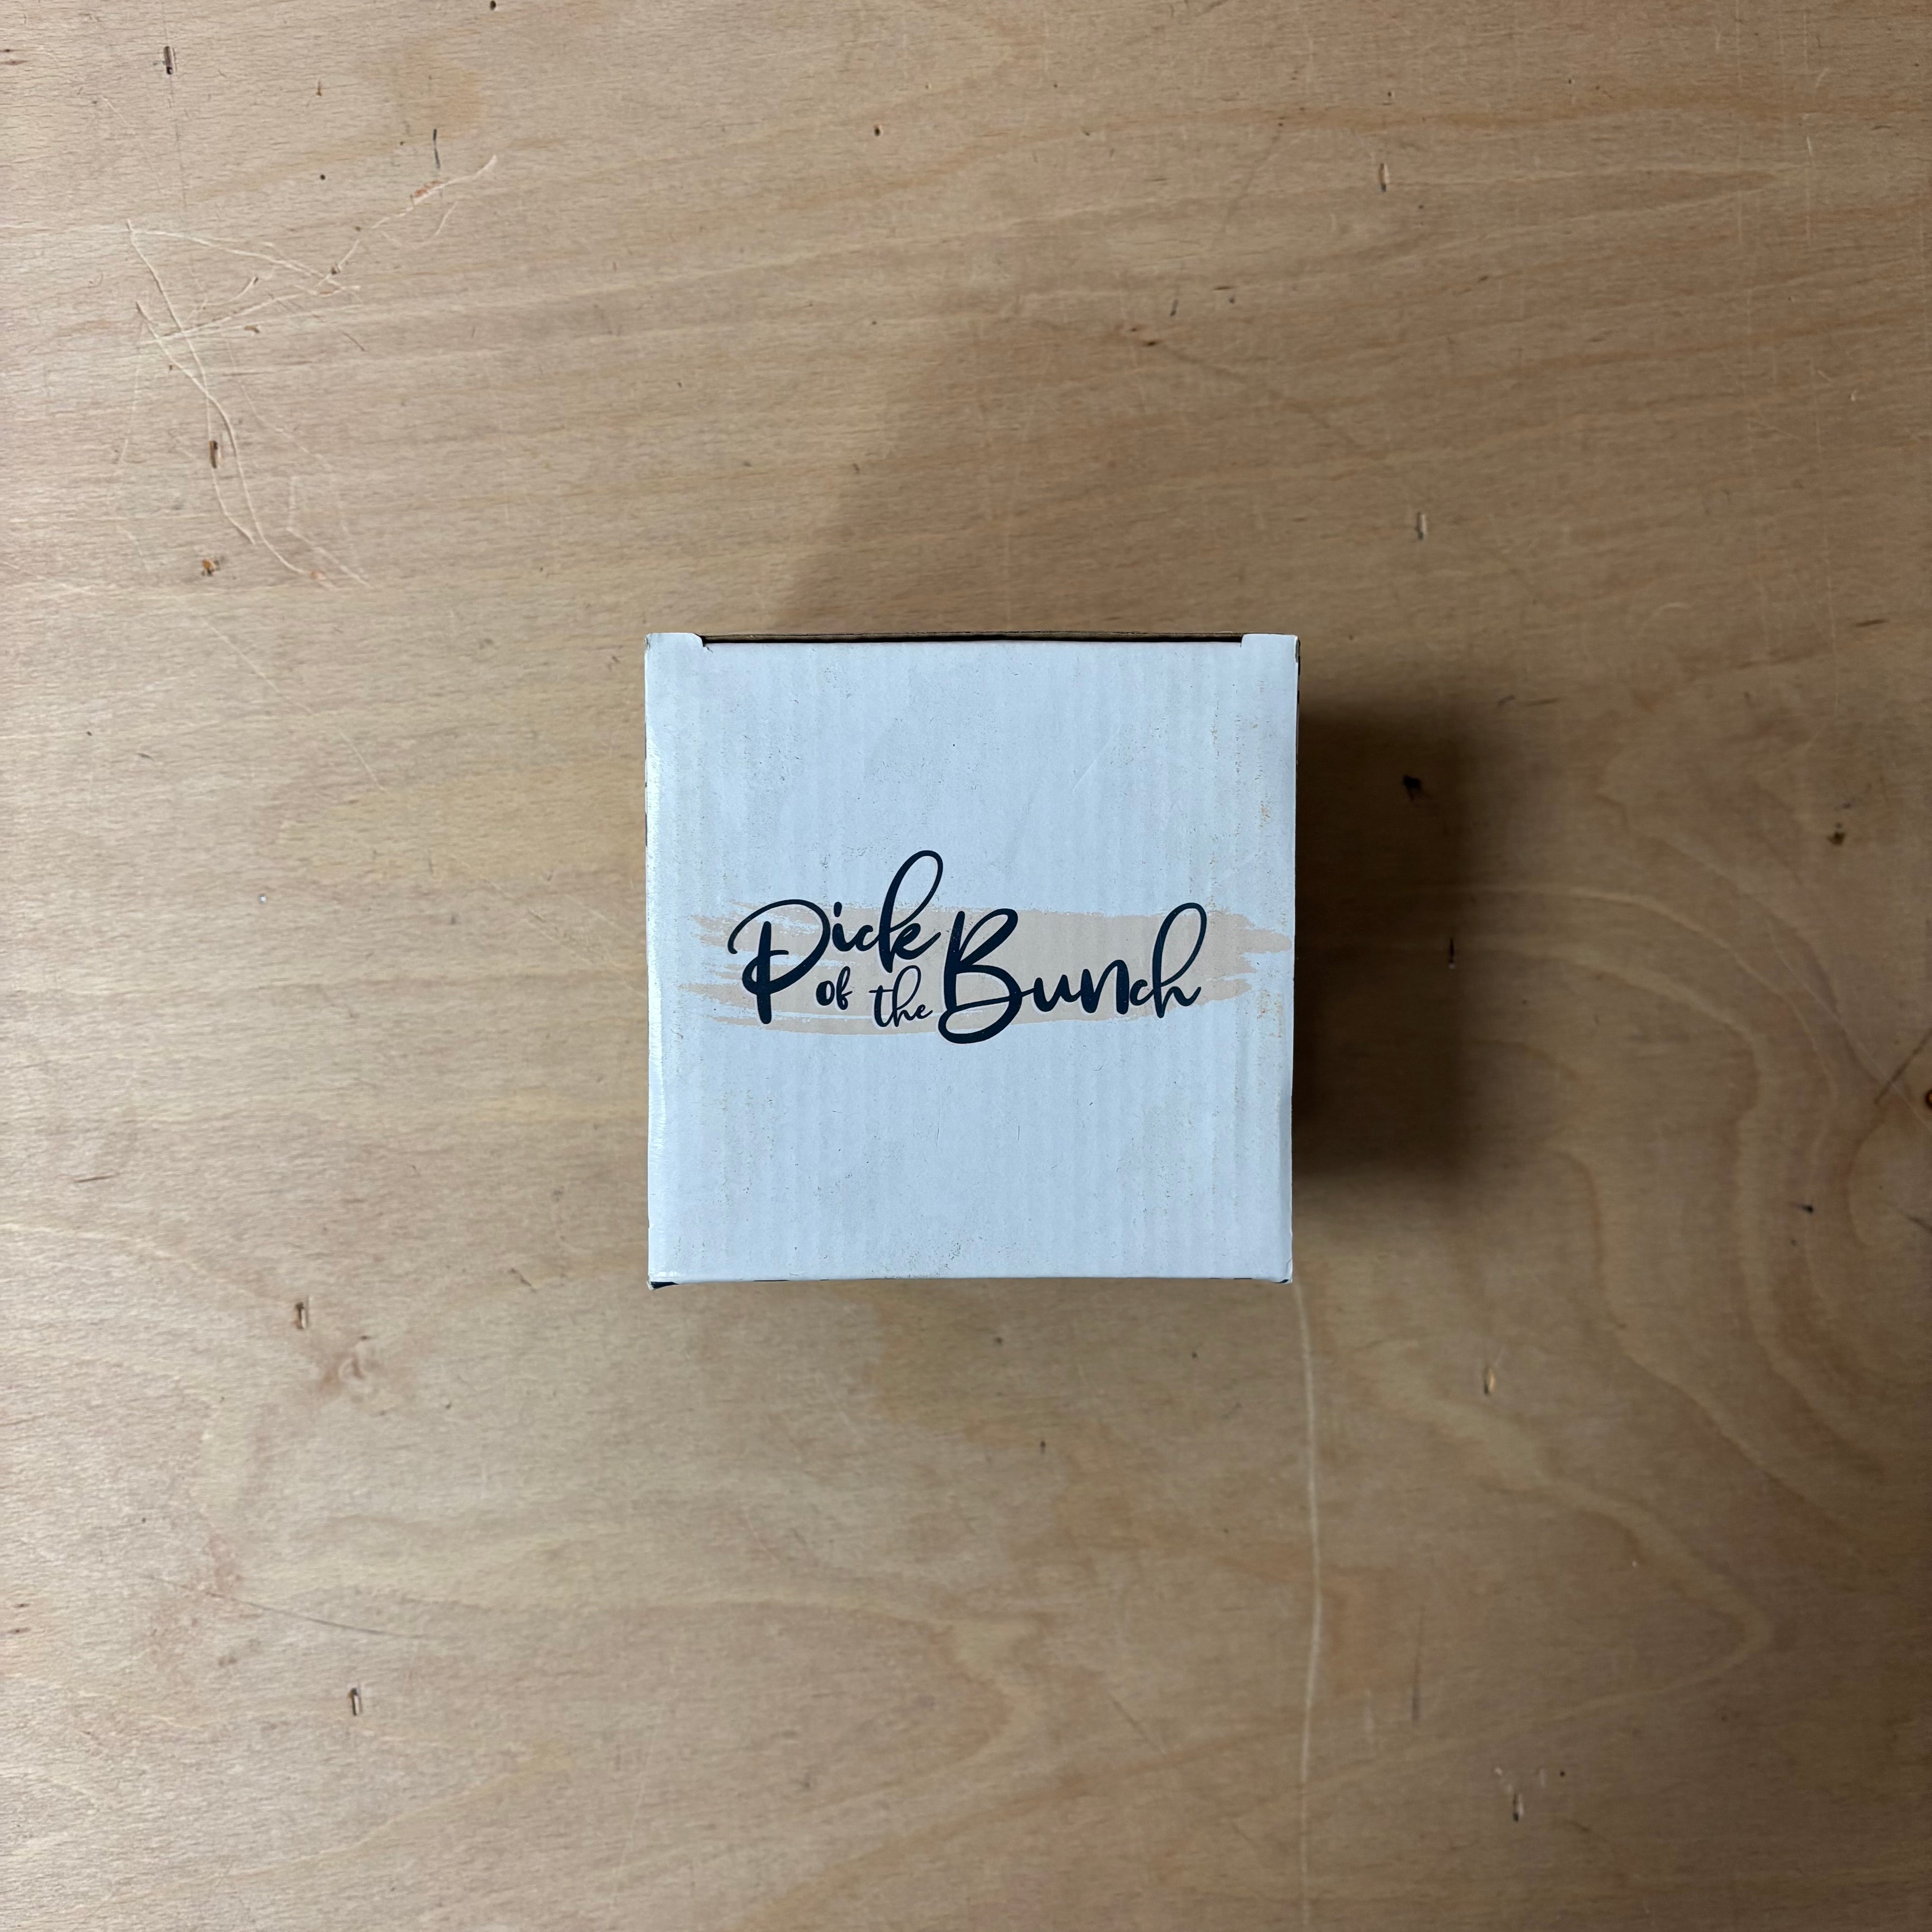 Pick
of the Bunch